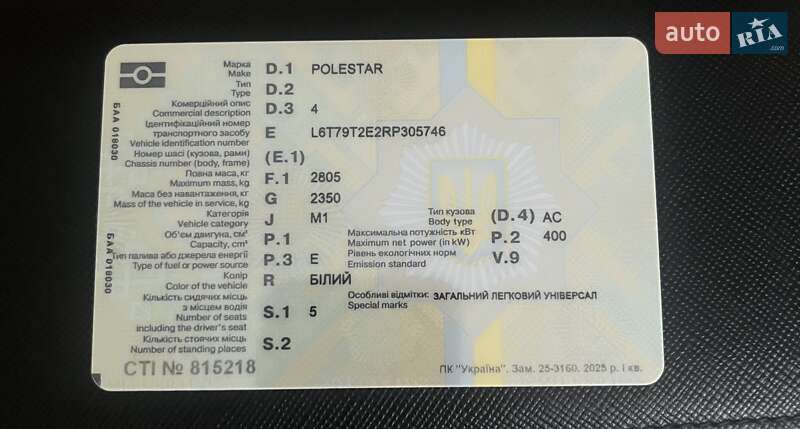 auto RIA.com
Марка
Make D.1 POLESTAR
Тип
Type D.2
Комерційний опис
Commercial description D.3 4
Ідентифікаційний номер
транспортного засобу
Vehicle identification number E L6T79T2E2RP305746
Номер шасі (кузова, рами)
Chassis number (body, frame) (E.1)
Повна маса, кг
Maximum mass, kg F.1 2805
Маса без навантаження, кг
Mass of the vehicle in service, kg G 2350
Категорія
Vehicle category J M1
Тип кузова
Body type (D.4) AC
Об'єм двигуна, см³
Capacity, cm³ P.1
Максимальна потужність кВт
Maximum net power (in kW) P.2 400
Тип палива або джерела енергії
Type of fuel or power source P.3 E
Рівень екологічних норм
Emission standard V.9
Колір
Color of the vehicle R БІЛИЙ
Кількість сидячих місць
з місцем водія
Number of seats
including the driver's seat S.1 5
Особливі відмітки: ЗАГАЛЬНИЙ ЛЕГКОВИЙ УНІВЕРСАЛ
Special marks
Кількість стоячих місць
Number of standing places S.2
СТІ № 815218
ПК "Україна". Зам. 25-3160. 2025 р. I кв.
БАА 018030
БАА 018030